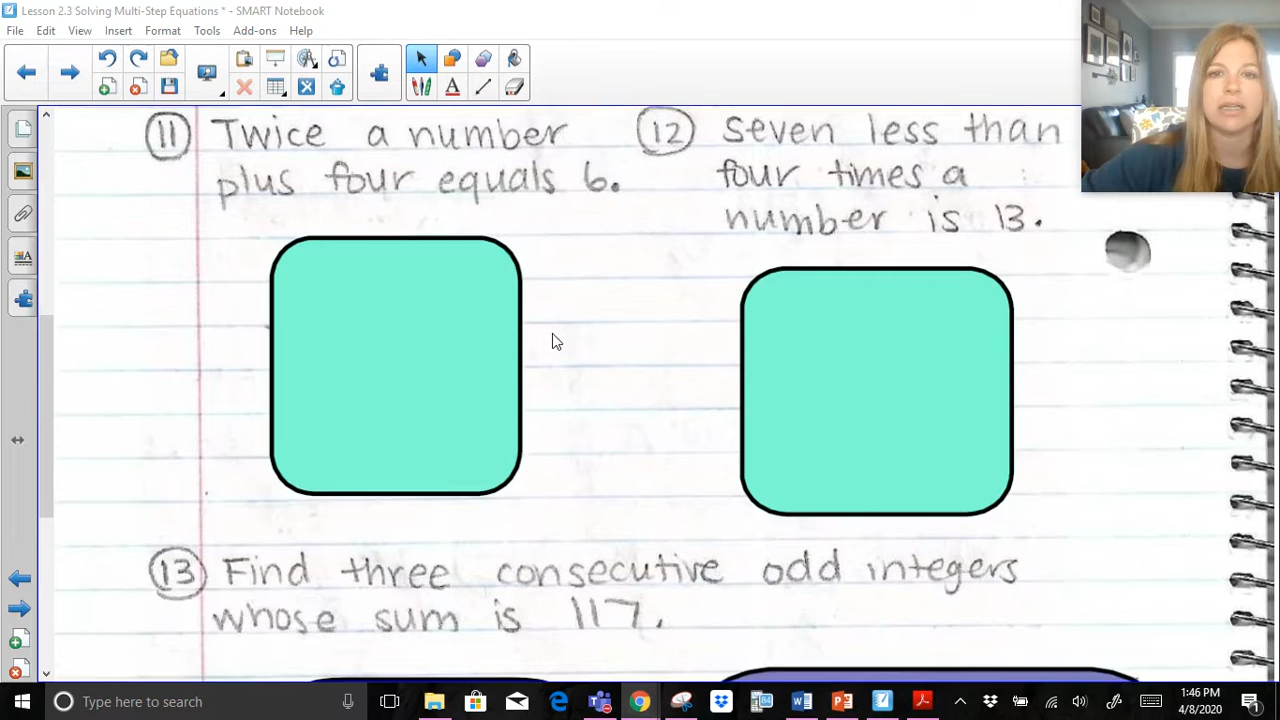 Lesson 2.3 Solving Multi-Step Equations * - SMART Notebook
File Edit View Insert Format Tools Add-ons Help
11 Twice a number
plus four equals 6.
12 Seven less than
four times a
number is 13.
13 Find three consecutive odd integers
whose sum is 117.
Type here to search
1:46 PM
4/8/2020